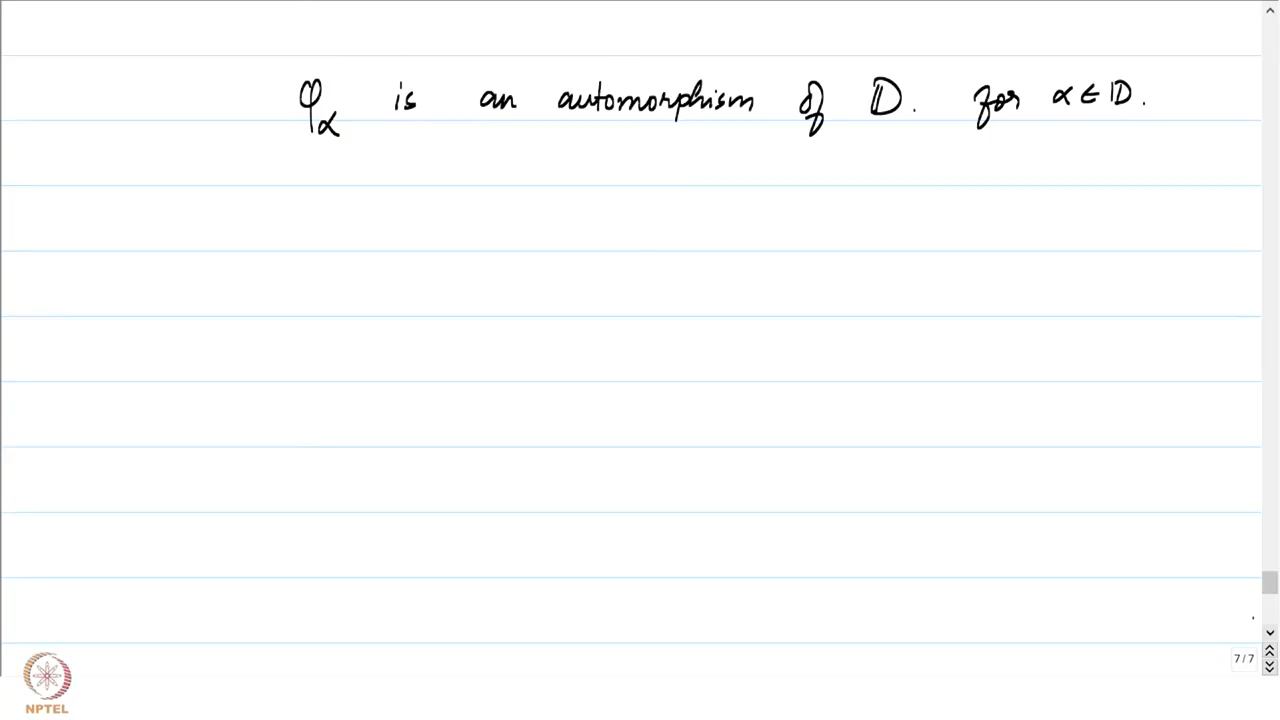 φ_α is an automorphism of 𝔻. for α ∈ 𝔻.
7 / 7
NPTEL